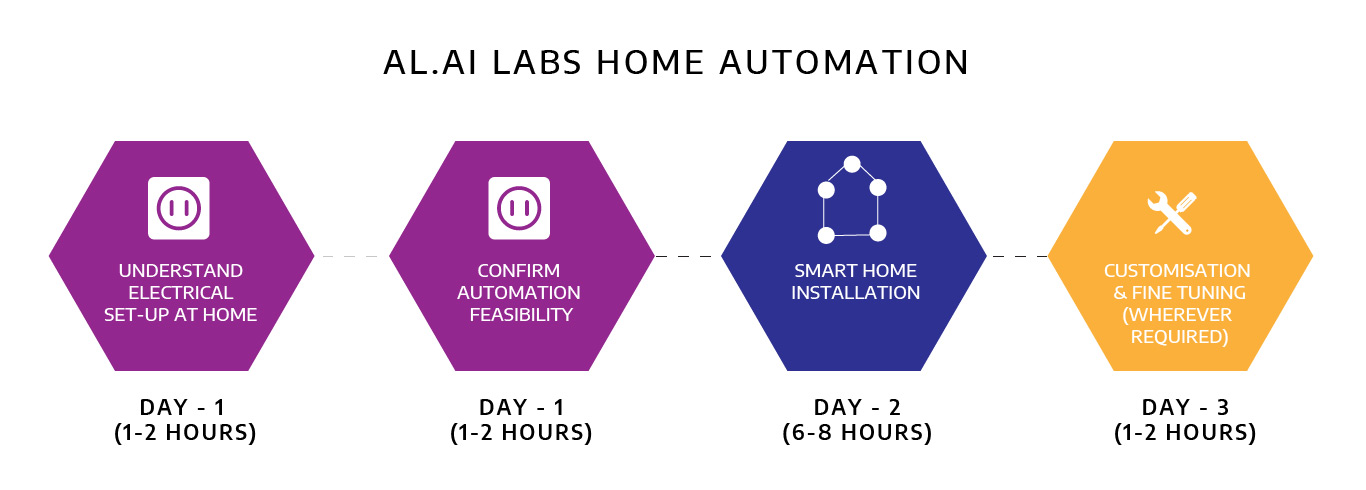 AL.AI LABS HOME AUTOMATION
UNDERSTAND
ELECTRICAL
SET-UP AT HOME
DAY - 1
(1-2 HOURS)
CONFIRM
AUTOMATION
FEASIBILITY
DAY - 1
(1-2 HOURS)
SMART HOME
INSTALLATION
DAY - 2
(6-8 HOURS)
CUSTOMISATION
& FINE TUNING
(WHEREVER
REQUIRED)
DAY - 3
(1-2 HOURS)